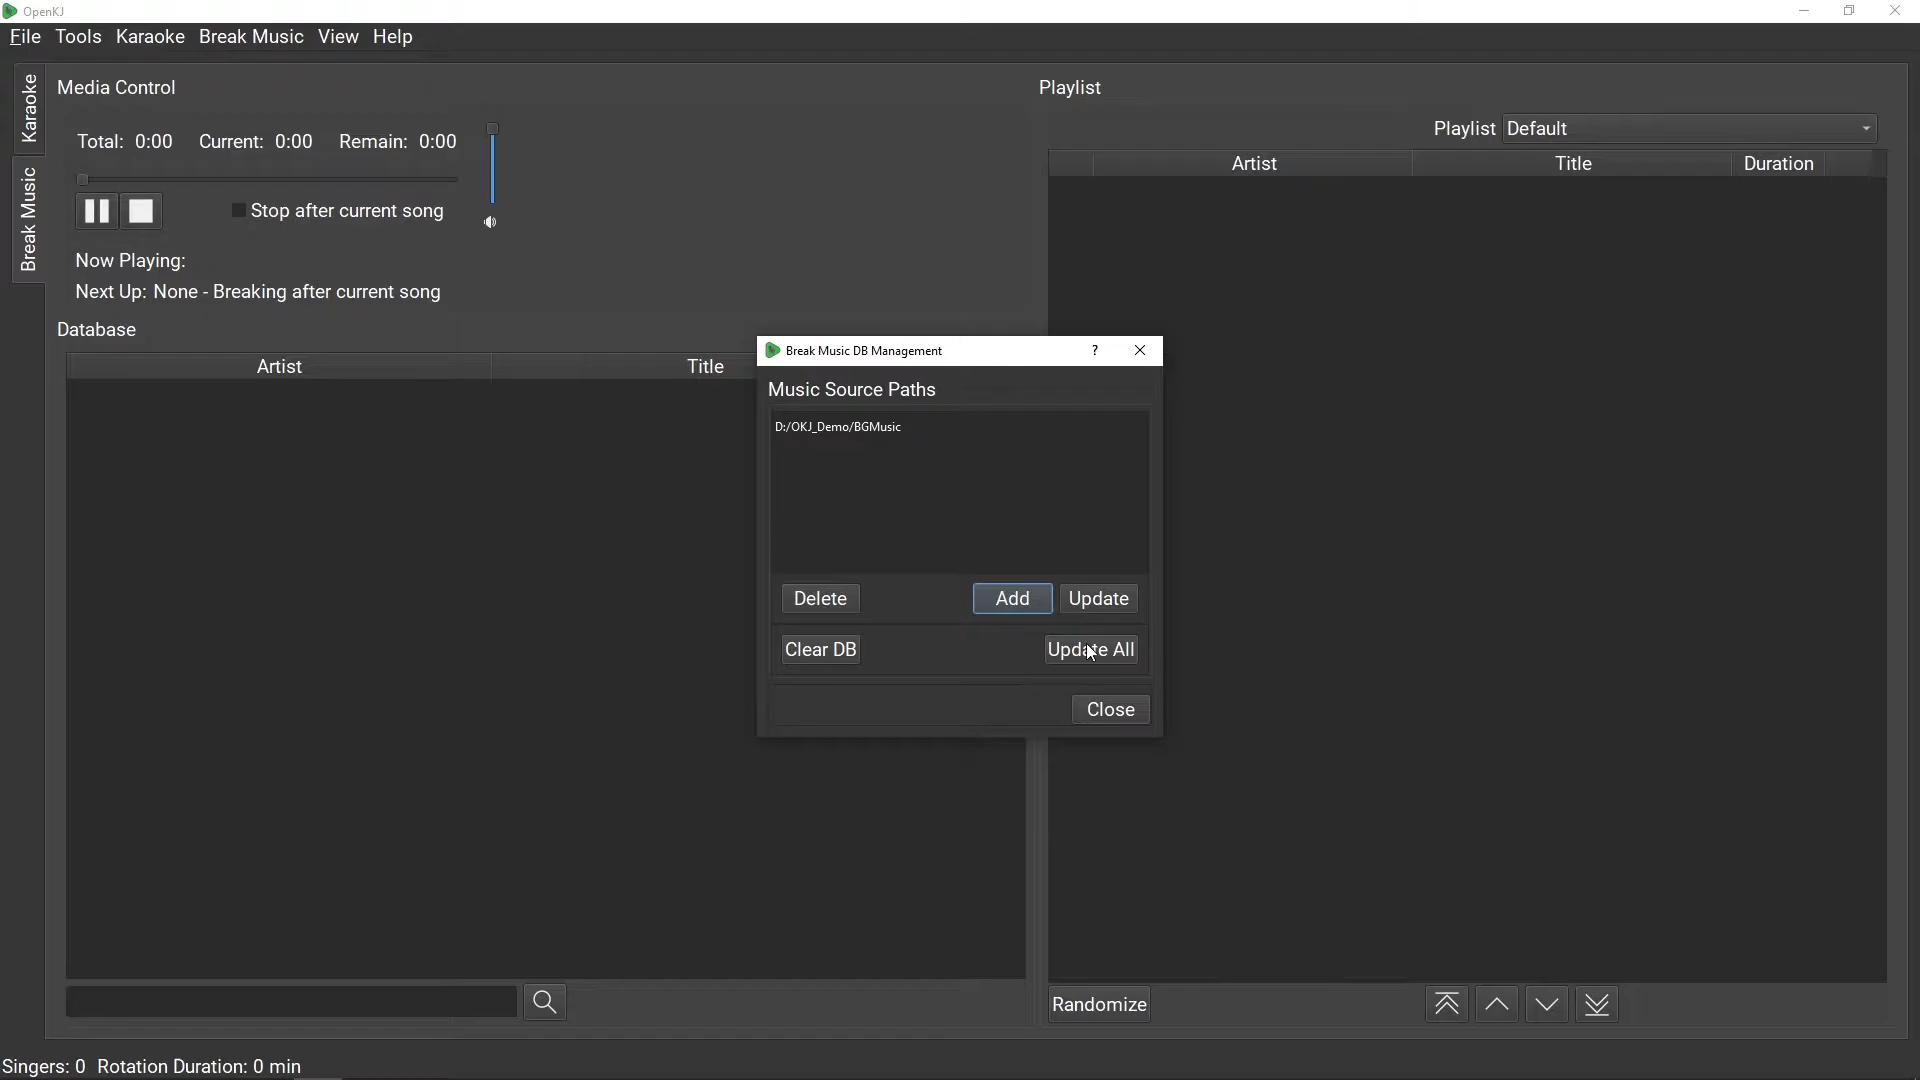 OpenKJ
File Tools Karaoke Break Music View Help
Karaoke
Break Music
Media Control
Total: 0:00 Current: 0:00 Remain: 0:00
Stop after current song
Now Playing:
Next Up: None - Breaking after current song
Database
Artist Title
Playlist
Playlist Default
Artist Title Duration
Break Music DB Management ?
Music Source Paths
D:/OKJ_Demo/BGMusic
Delete Add Update
Clear DB Update All
Close
Randomize
Singers: 0 Rotation Duration: 0 min